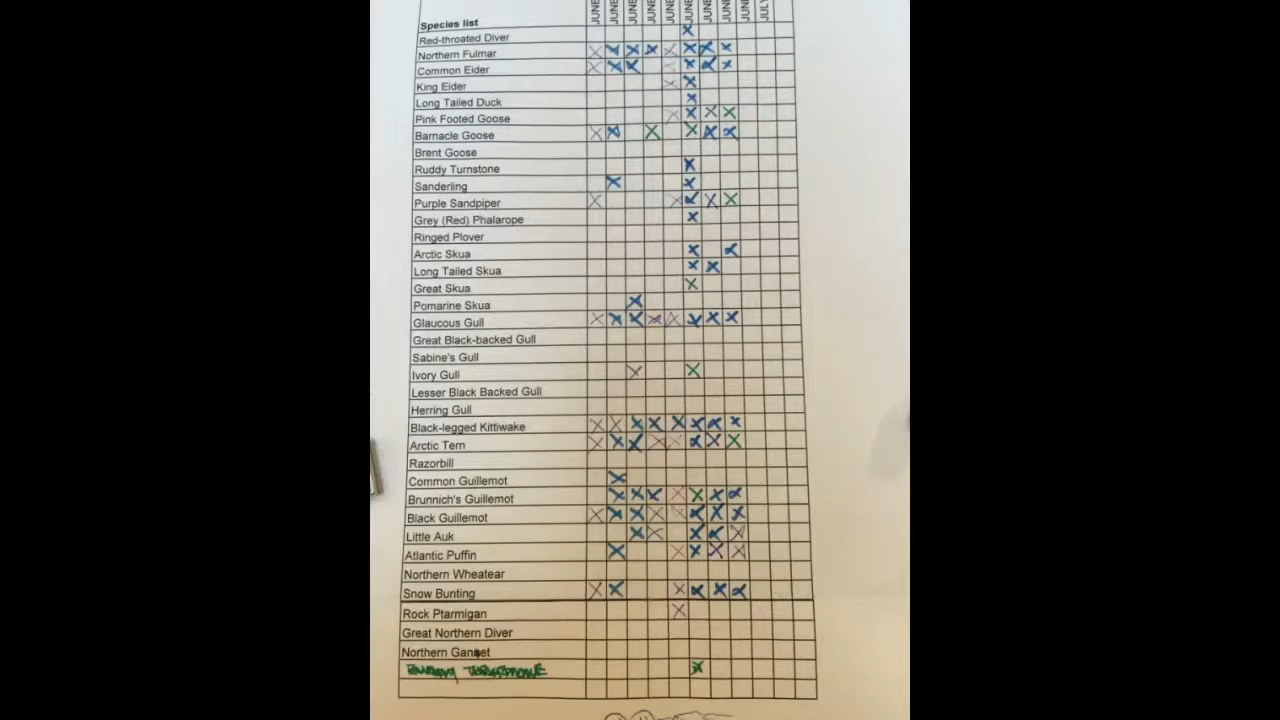 Species list JUNE JUNE JUNE JUNE JUNE JUNE JUNE JUNE JUNE JULY
Red-throated Diver X
Northern Fulmar X X X X X X X X
Common Eider X X X X X X X
King Eider X X
Long Tailed Duck X
Pink Footed Goose X X X X
Barnacle Goose X X X X X X
Brent Goose
Ruddy Turnstone X
Sanderling X X
Purple Sandpiper X X X X X
Grey (Red) Phalarope X
Ringed Plover
Arctic Skua X X
Long Tailed Skua X X
Great Skua X
Pomarine Skua X
Glaucous Gull X X X X X X X X
Great Black-backed Gull
Sabine's Gull
Ivory Gull X X
Lesser Black Backed Gull
Herring Gull
Black-legged Kittiwake X X X X X X X X
Arctic Tern X X X X X X X X
Razorbill
Common Guillemot X
Brunnich's Guillemot X X X X X X X
Black Guillemot X X X X X X X X
Little Auk X X X X X
Atlantic Puffin X X X X X
Northern Wheatear
Snow Bunting X X X X X X
Rock Ptarmigan X
Great Northern Diver
Northern Gannet
X